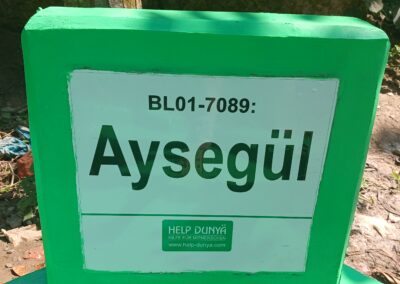 BL01-7089:
Aysegül
HELP DUNYA
www.help-dunya.com